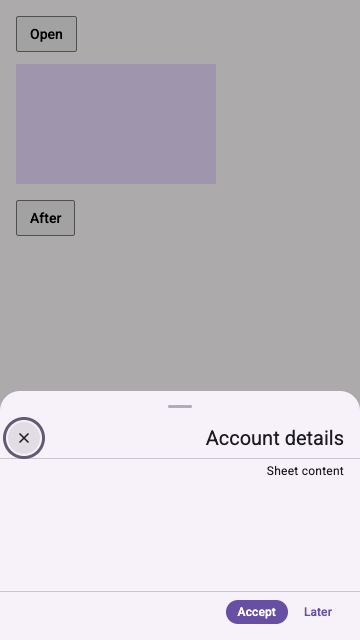 Open
After
Account details
Sheet content
Accept
Later